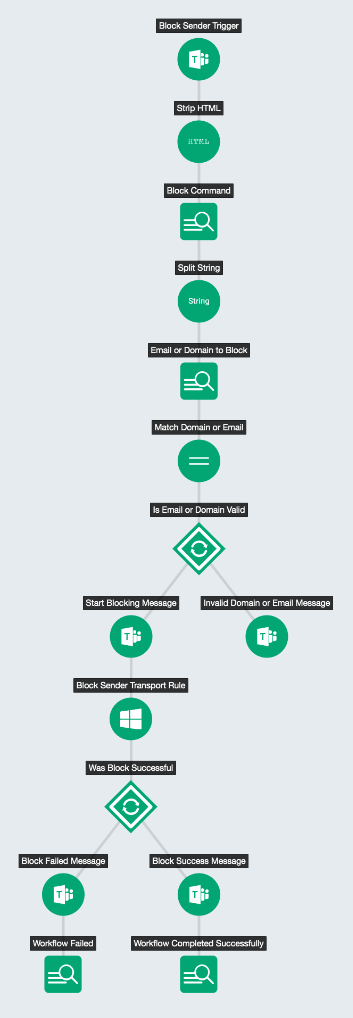 Block Sender Trigger
T
Strip HTML
HTML
Block Command
Split String
String
Email or Domain to Block
Match Domain or Email
Is Email or Domain Valid
Start Blocking Message
Invalid Domain or Email Message
T
T
Block Sender Transport Rule
Was Block Successful
Block Failed Message
Block Success Message
T
T
Workflow Failed
Workflow Completed Successfully